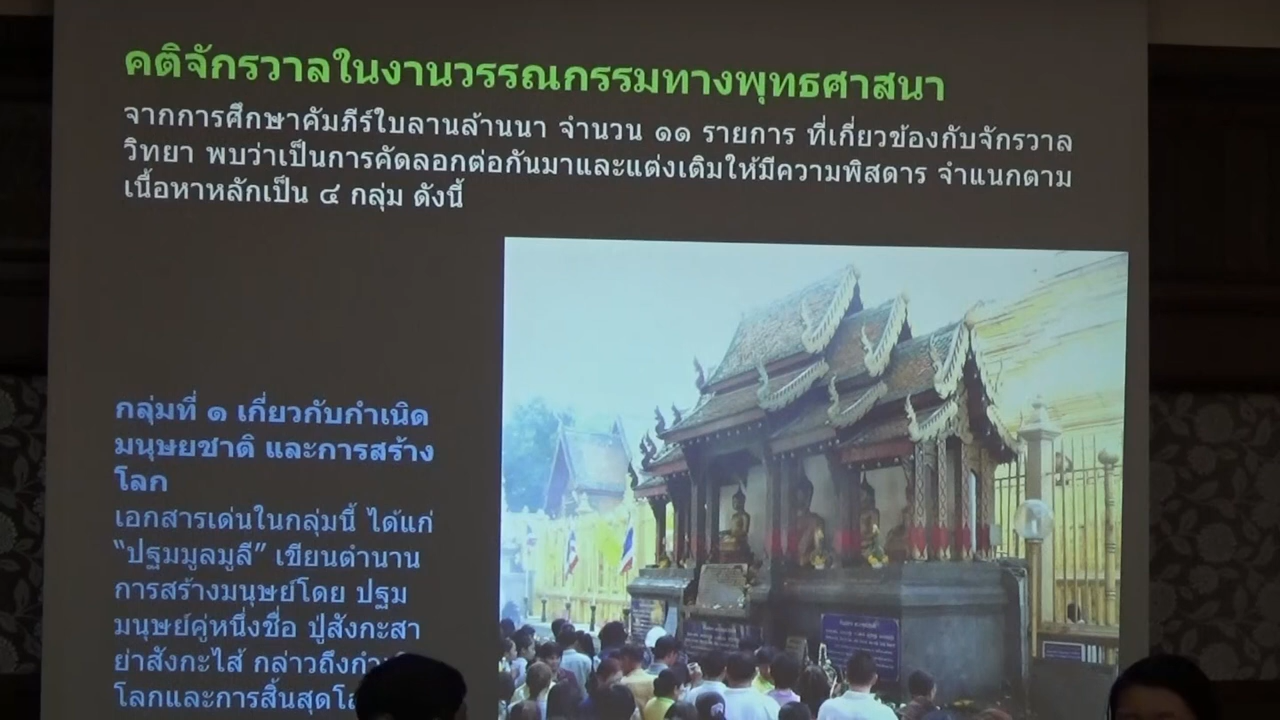 คติจักรวาลในงานวรรณกรรมทางพุทธศาสนา
จากการศึกษาคัมภีร์ใบลานล้านนา จำนวน ๑๑ รายการ ที่เกี่ยวข้องกับจักรวาล
วิทยา พบว่าเป็นการคัดลอกต่อกันมาและแต่งเติมให้มีความพิสดาร จำแนกตาม
เนื้อหาหลักเป็น ๔ กลุ่ม ดังนี้
กลุ่มที่ ๑ เกี่ยวกับกำเนิด
มนุษยชาติ และการสร้าง
โลก
เอกสารเด่นในกลุ่มนี้ ได้แก่
“ปฐมมูลมูลี” เขียนตำนาน
การสร้างมนุษย์โดย ปฐม
มนุษย์คู่หนึ่งชื่อ ปู่สังกะสา
ย่าสังกะไส้ กล่าวถึง
โลกและการสิ้นสุด